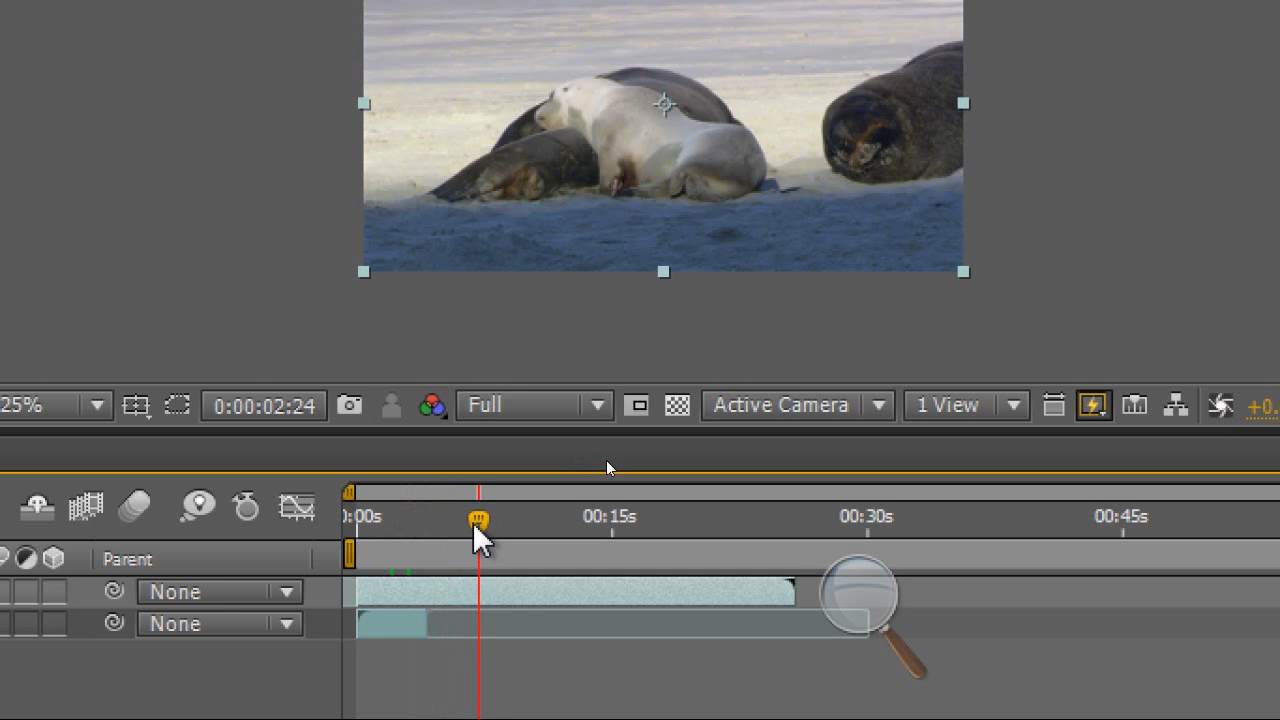 25%
0:00:02:24
Full
Active Camera
1 View
+0.
0:00s
00:15s
00:30s
00:45s
Parent
None
None